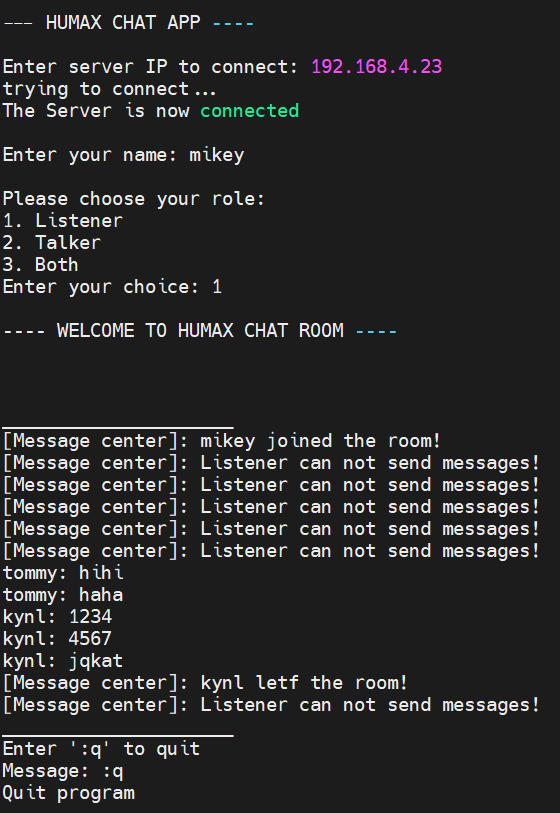 --- HUMAX CHAT APP ----
Enter server IP to connect: 192.168.4.23
trying to connect...
The Server is now connected
Enter your name: mikey
Please choose your role:
1. Listener
2. Talker
3. Both
Enter your choice: 1
---- WELCOME TO HUMAX CHAT ROOM ----
_____________________
[Message center]: mikey joined the room!
[Message center]: Listener can not send messages!
[Message center]: Listener can not send messages!
[Message center]: Listener can not send messages!
[Message center]: Listener can not send messages!
[Message center]: Listener can not send messages!
tommy: hihi
tommy: haha
kynl: 1234
kynl: 4567
kynl: jqkat
[Message center]: kynl letf the room!
[Message center]: Listener can not send messages!
_____________________
Enter ':q' to quit
Message: :q
Quit program